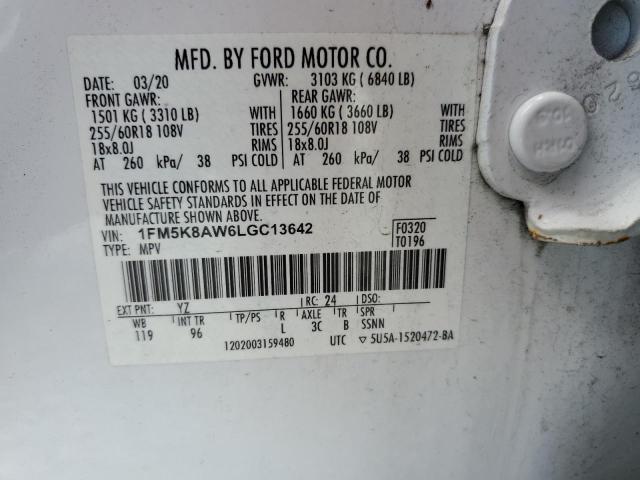 MFD. BY FORD MOTOR CO.
DATE: 03/20 GVWR: 3103 KG ( 6840 LB)
FRONT GAWR: REAR GAWR:
1501 KG ( 3310 LB) WITH 1660 KG ( 3660 LB) WITH
255/60R18 108V TIRES 255/60R18 108V TIRES
18x8.0J RIMS 18x8.0J RIMS
AT 260 kPa/ 38 PSI COLD AT 260 kPa/ 38 PSI COLD
THIS VEHICLE CONFORMS TO ALL APPLICABLE FEDERAL MOTOR
VEHICLE SAFETY STANDARDS IN EFFECT ON THE DATE OF
MANUFACTURE SHOWN ABOVE.
VIN: 1FM5K8AW6LGC13642 F0320
TYPE: MPV T0196
EXT PNT: YZ RC: 24 DSO:
WB INT TR TP/PS R AXLE TR SPR
119 96 L 3C B SSNN
1202003159480 UTC ▽ 5U5A-1520472-BA